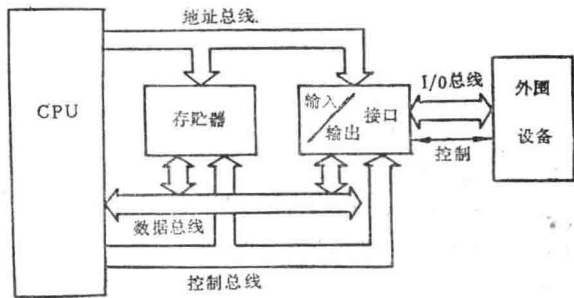 地址总线
CPU
存贮器
输入
输出
接口
I/O总线
控制
外围
设备
数据总线
控制总线